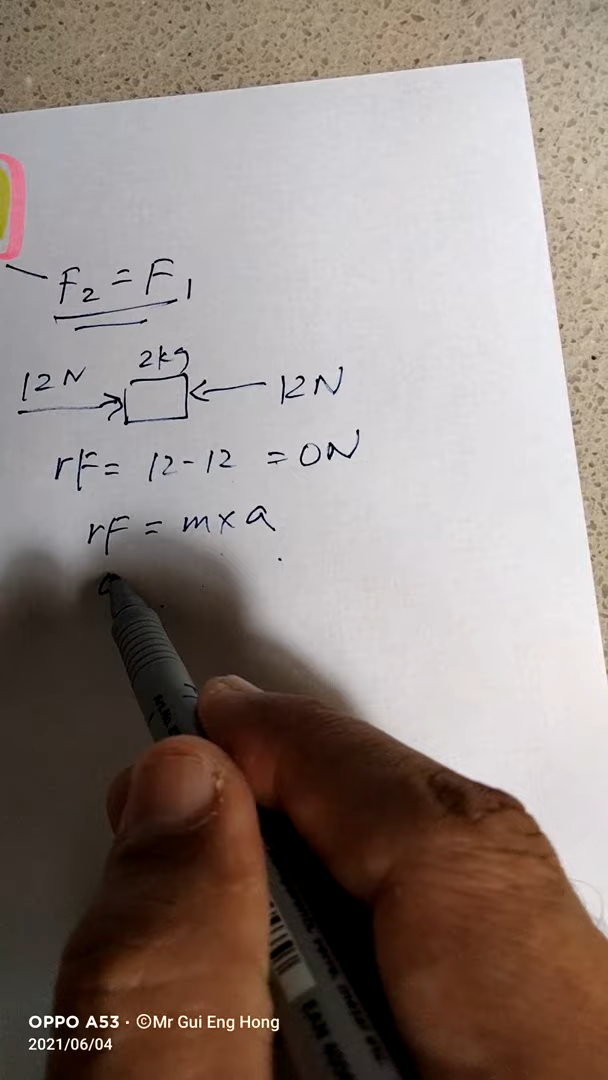 F₂ = F₁
2kg
12N → ← 12N
rF = 12-12 = 0N
rF = m x a
OPPO A53 · ©Mr Gui Eng Hong
2021/06/04